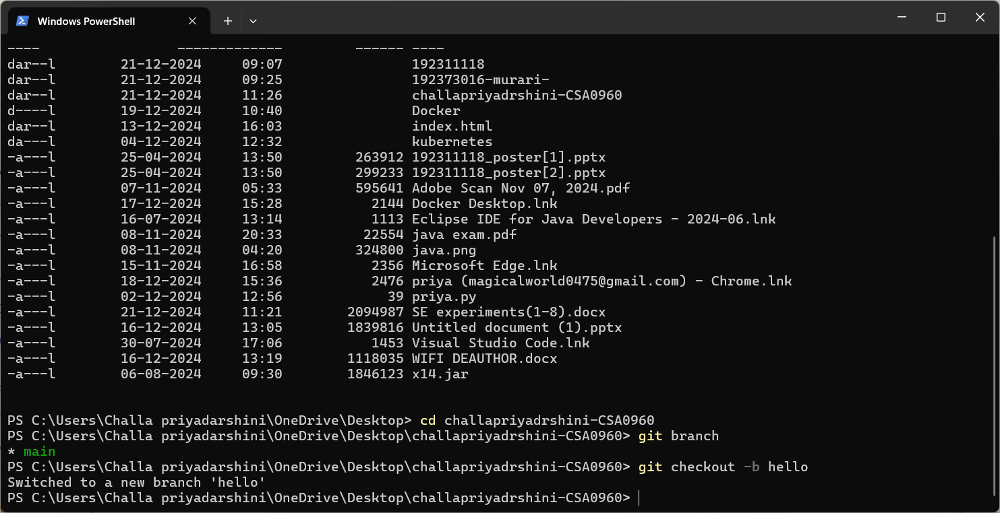 Windows PowerShell
----                 -------------         ------ ----
dar--l        21-12-2024     09:07                192311118
dar--l        21-12-2024     09:25                192373016-murari-
dar--l        21-12-2024     11:26                challapriyadrshini-CSA0960
d----l        19-12-2024     10:40                Docker
dar--l        13-12-2024     16:03                index.html
da---l        04-12-2024     12:32                kubernetes
-a---l        25-04-2024     13:50         263912 192311118_poster[1].pptx
-a---l        25-04-2024     13:50         299233 192311118_poster[2].pptx
-a---l        07-11-2024     05:33         595641 Adobe Scan Nov 07, 2024.pdf
-a---l        17-12-2024     15:28           2144 Docker Desktop.lnk
-a---l        16-07-2024     13:14           1113 Eclipse IDE for Java Developers - 2024-06.lnk
-a---l        08-11-2024     20:33          22554 java exam.pdf
-a---l        08-11-2024     04:20         324800 java.png
-a---l        15-11-2024     16:58           2356 Microsoft Edge.lnk
-a---l        18-12-2024     15:36           2476 priya (magicalworld0475@gmail.com) - Chrome.lnk
-a---l        02-12-2024     12:56             39 priya.py
-a---l        21-12-2024     11:21        2094987 SE experiments(1-8).docx
-a---l        16-12-2024     13:05        1839816 Untitled document (1).pptx
-a---l        30-07-2024     17:06           1453 Visual Studio Code.lnk
-a---l        16-12-2024     13:19        1118035 WIFI DEAUTHOR.docx
-a---l        06-08-2024     09:30        1846123 x14.jar
PS C:\Users\Challa priyadarshini\OneDrive\Desktop> cd challapriyadrshini-CSA0960
PS C:\Users\Challa priyadarshini\OneDrive\Desktop\challapriyadrshini-CSA0960> git branch
* main
PS C:\Users\Challa priyadarshini\OneDrive\Desktop\challapriyadrshini-CSA0960> git checkout -b hello
Switched to a new branch 'hello'
PS C:\Users\Challa priyadarshini\OneDrive\Desktop\challapriyadrshini-CSA0960>